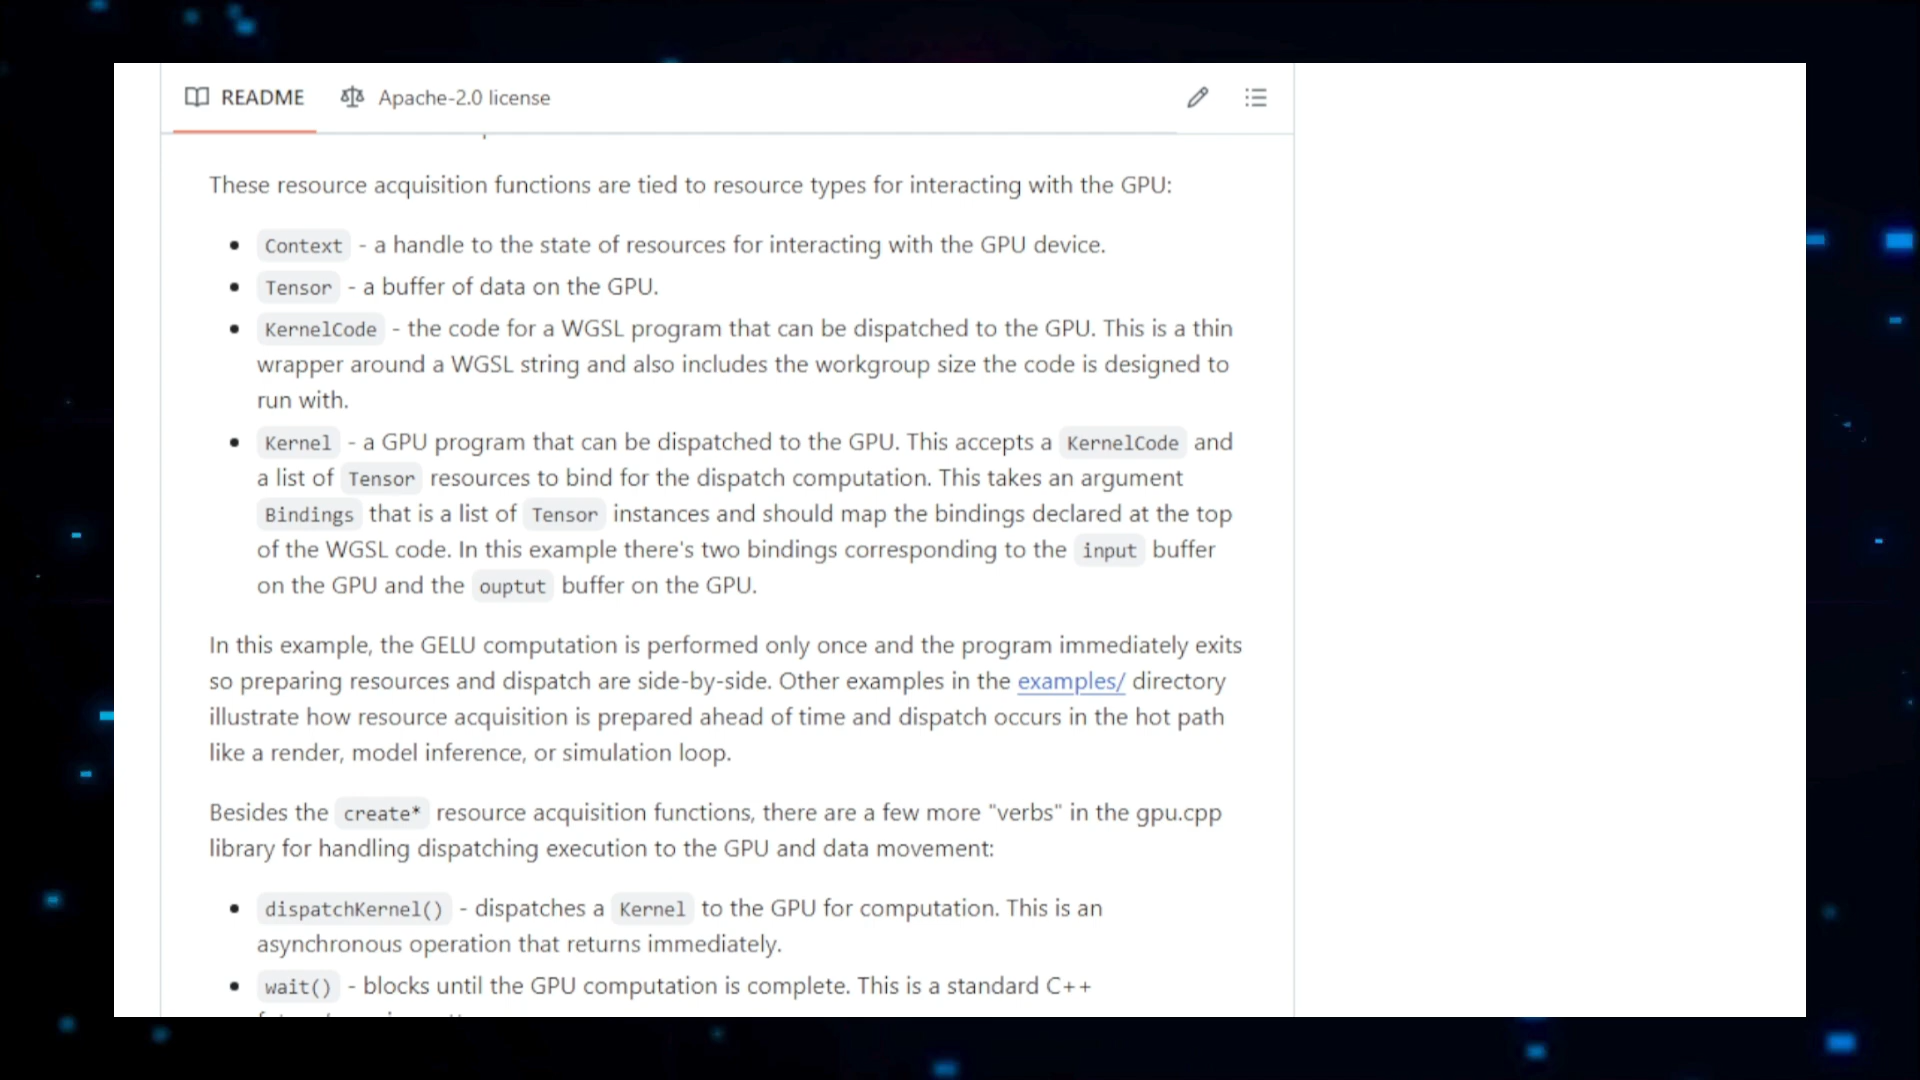 README Apache-2.0 license
These resource acquisition functions are tied to resource types for interacting with the GPU:
Context - a handle to the state of resources for interacting with the GPU device.
Tensor - a buffer of data on the GPU.
KernelCode - the code for a WGSL program that can be dispatched to the GPU. This is a thin
wrapper around a WGSL string and also includes the workgroup size the code is designed to
run with.
Kernel - a GPU program that can be dispatched to the GPU. This accepts a KernelCode and
a list of Tensor resources to bind for the dispatch computation. This takes an argument
Bindings that is a list of Tensor instances and should map the bindings declared at the top
of the WGSL code. In this example there's two bindings corresponding to the input buffer
on the GPU and the ouptut buffer on the GPU.
In this example, the GELU computation is performed only once and the program immediately exits
so preparing resources and dispatch are side-by-side. Other examples in the examples/ directory
illustrate how resource acquisition is prepared ahead of time and dispatch occurs in the hot path
like a render, model inference, or simulation loop.
Besides the create* resource acquisition functions, there are a few more "verbs" in the gpu.cpp
library for handling dispatching execution to the GPU and data movement:
dispatchKernel() - dispatches a Kernel to the GPU for computation. This is an
asynchronous operation that returns immediately.
wait() - blocks until the GPU computation is complete. This is a standard C++